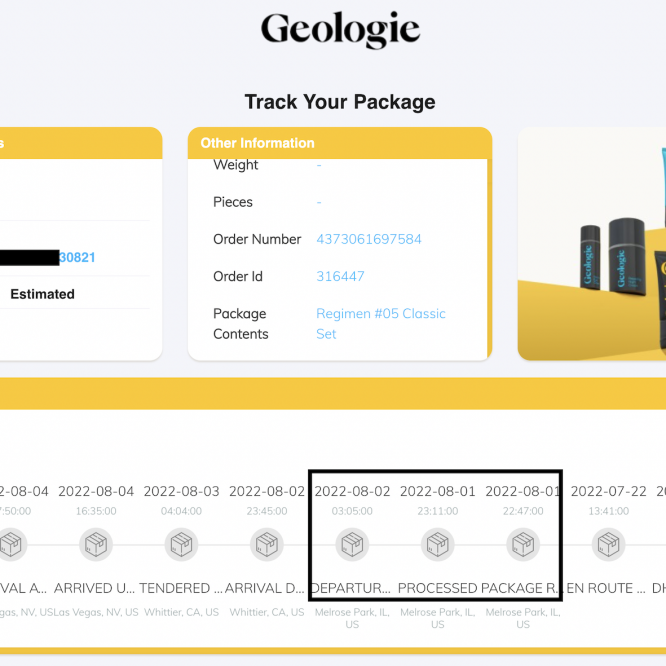 Geologie
Track Your Package
s
Other Information
Weight -
Pieces -
Order Number 4373061697584
Order Id 316447
Package Contents Regimen #05 Classic Set
30821
Estimated
Geologie
Geologie
2-08-04 2022-08-04 2022-08-03 2022-08-02 2022-08-02 2022-08-01 2022-08-01 2022-07-22 20
:50:00 16:35:00 04:04:00 23:45:00 03:05:00 23:11:00 22:47:00 13:41:00
VAL A... ARRIVED U... TENDERED ... ARRIVAL D... DEPARTUR... PROCESSED PACKAGE R... EN ROUTE ... DH
gas, NV, US Las Vegas, NV, US Whittier, CA, US Whittier, CA, US Melrose Park, IL, US Melrose Park, IL, US Melrose Park, IL, US